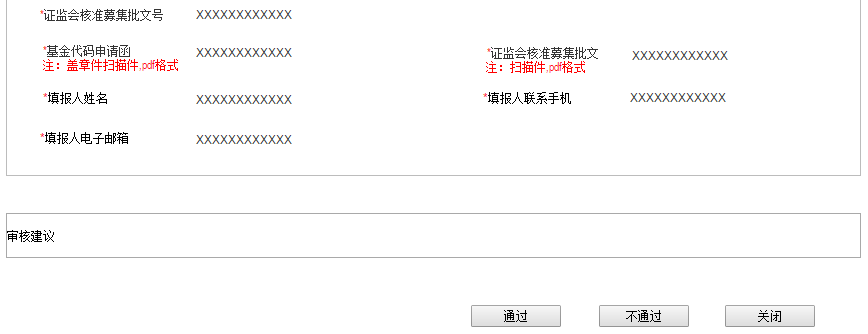 *证监会核准募集批文号 XXXXXXXXXXXX
*基金代码申请函 XXXXXXXXXXXX *证监会核准募集批文 XXXXXXXXXXXX
注：盖章件扫描件,pdf格式 注：扫描件,pdf格式
*填报人姓名 XXXXXXXXXXXX *填报人联系手机 XXXXXXXXXXXX
*填报人电子邮箱 XXXXXXXXXXXX
审核建议
通过 不通过 关闭